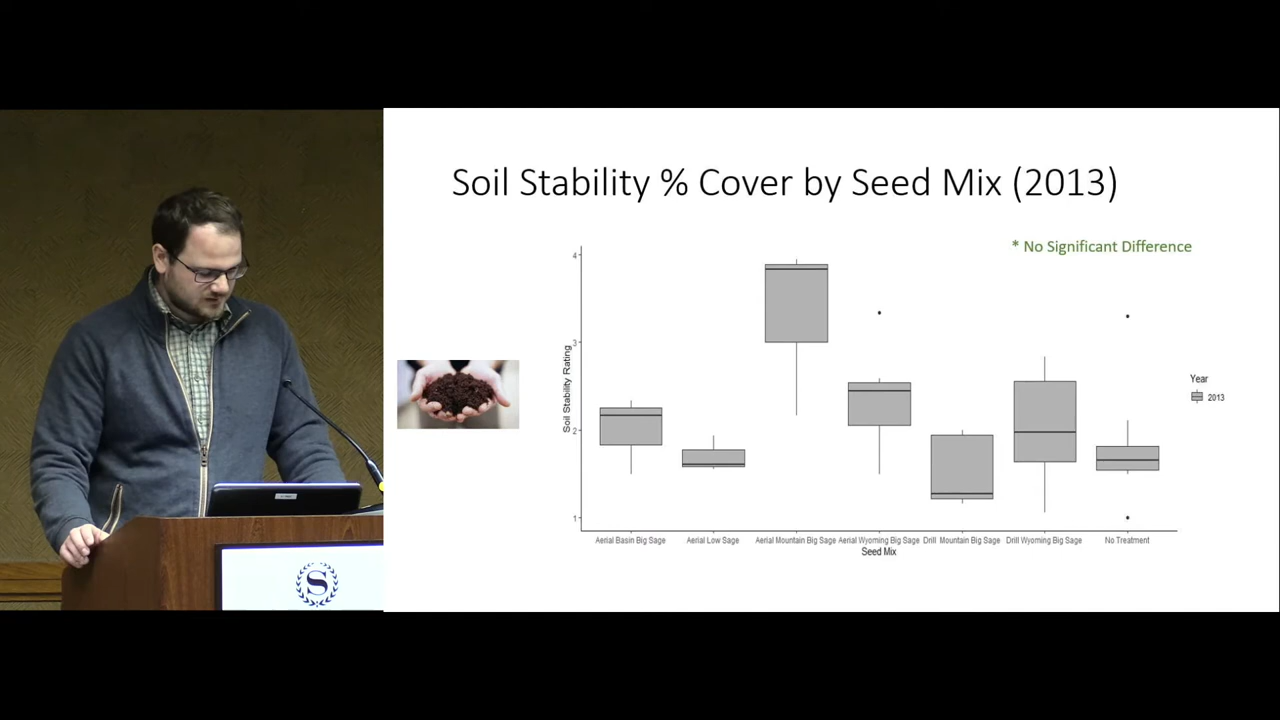 Soil Stability % Cover by Seed Mix (2013)
* No Significant Difference
4
3
2
1
Soil Stability Rating
Year
2013
Aerial Basin Big Sage
Aerial Low Sage
Aerial Mountain Big Sage
Aerial Wyoming Big Sage
Drill Mountain Big Sage
Drill Wyoming Big Sage
No Treatment
Seed Mix
S